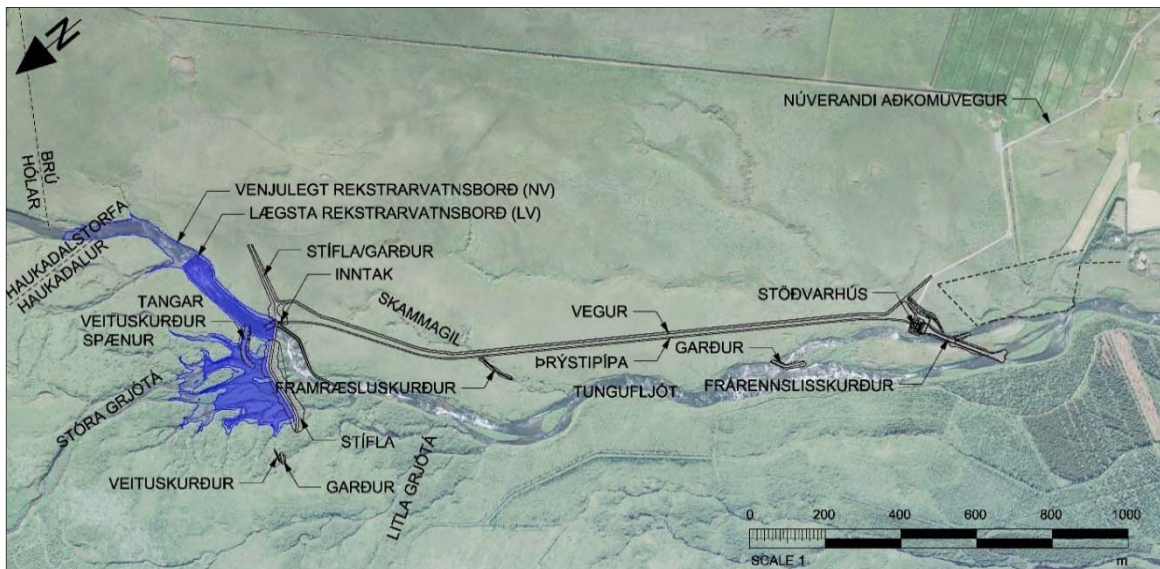 N
BRÚ
HÓLAR
HAUKADALSTORFA
HAUKADALUR
NÚVERANDI AÐKOMUVEGUR
VENJULEGT REKSTRARVATNSBORÐ (NV)
LÆGSTA REKSTRARVATNSBORÐ (LV)
STÍFLA/GARÐUR
INNTAK
TANGAR
VEITUSKURÐUR
SPÆNUR
SKAMMAGIL
VEGUR
STÖÐVARHÚS
ÞRÝSTIPÍPA
GARÐUR
FRAMRÆSLUSKURÐUR
TUNGUFLJÓT
FRÁRENNSLISSKURÐUR
STÓRA GRJÓTÁ
STÍFLA
VEITUSKURÐUR
GARÐUR
LITLA GRJÓTÁ
0 200 400 600 800 1000
SCALE 1 m